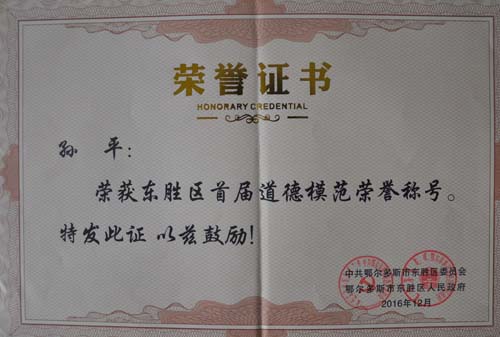 荣誉证书
HONORARY CREDENTIAL
孙 平：
荣获东胜区首届道德模范荣誉称号。
特发此证 以兹鼓励！
中共鄂尔多斯市东胜区委员会
鄂尔多斯市东胜区人民政府
2016年12月